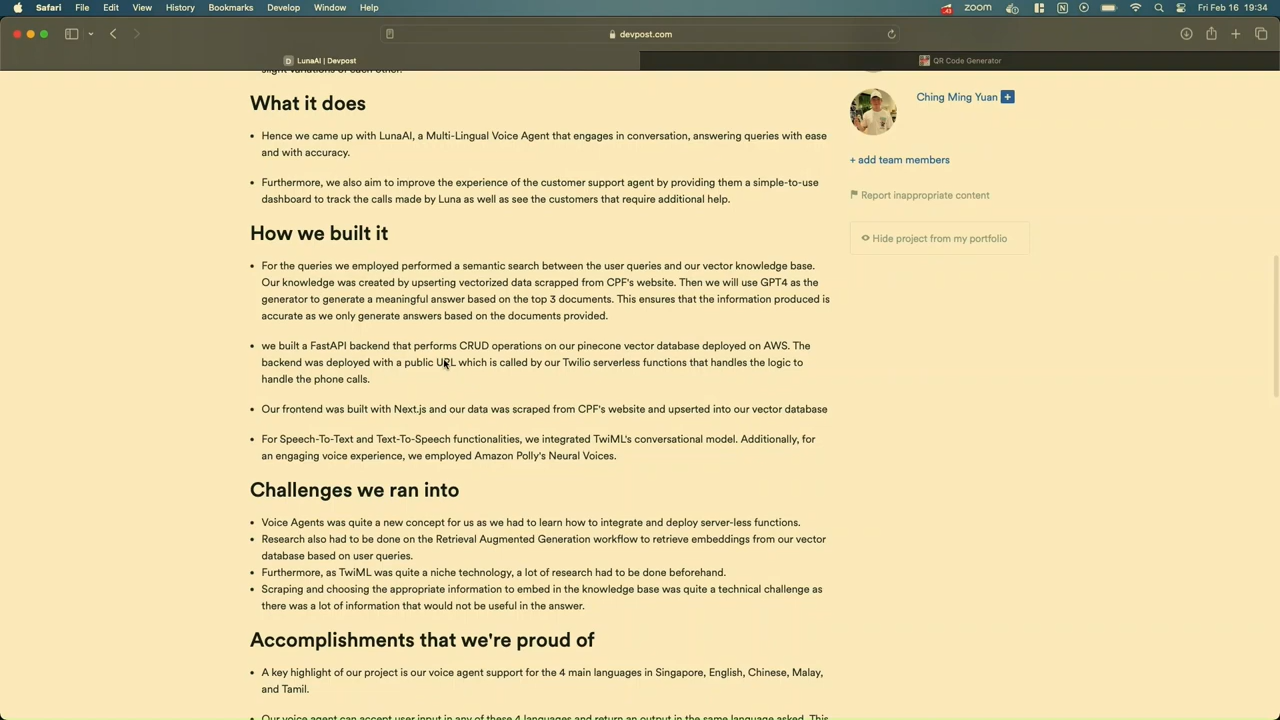 Safari File Edit View History Bookmarks Develop Window Help
zoom
Fri Feb 16 19:34
devpost.com
D LunaAI | Devpost
QR Code Generator
slight variations of each other.
What it does
• Hence we came up with LunaAI, a Multi-Lingual Voice Agent that engages in conversation, answering queries with ease
and with accuracy.
• Furthermore, we also aim to improve the experience of the customer support agent by providing them a simple-to-use
dashboard to track the calls made by Luna as well as see the customers that require additional help.
How we built it
• For the queries we employed performed a semantic search between the user queries and our vector knowledge base.
Our knowledge was created by upserting vectorized data scrapped from CPF's website. Then we will use GPT4 as the
generator to generate a meaningful answer based on the top 3 documents. This ensures that the information produced is
accurate as we only generate answers based on the documents provided.
• we built a FastAPI backend that performs CRUD operations on our pinecone vector database deployed on AWS. The
backend was deployed with a public URL which is called by our Twilio serverless functions that handles the logic to
handle the phone calls.
• Our frontend was built with Next.js and our data was scraped from CPF's website and upserted into our vector database
• For Speech-To-Text and Text-To-Speech functionalities, we integrated TwiML's conversational model. Additionally, for
an engaging voice experience, we employed Amazon Polly's Neural Voices.
Challenges we ran into
• Voice Agents was quite a new concept for us as we had to learn how to integrate and deploy server-less functions.
• Research also had to be done on the Retrieval Augmented Generation workflow to retrieve embeddings from our vector
database based on user queries.
• Furthermore, as TwiML was quite a niche technology, a lot of research had to be done beforehand.
• Scraping and choosing the appropriate information to embed in the knowledge base was quite a technical challenge as
there was a lot of information that would not be useful in the answer.
Accomplishments that we're proud of
• A key highlight of our project is our voice agent support for the 4 main languages in Singapore, English, Chinese, Malay,
and Tamil.
• Our voice agent can accept user input in any of these 4 languages and return an output in the same language asked. This
Ching Ming Yuan +
+ add team members
Report inappropriate content
Hide project from my portfolio